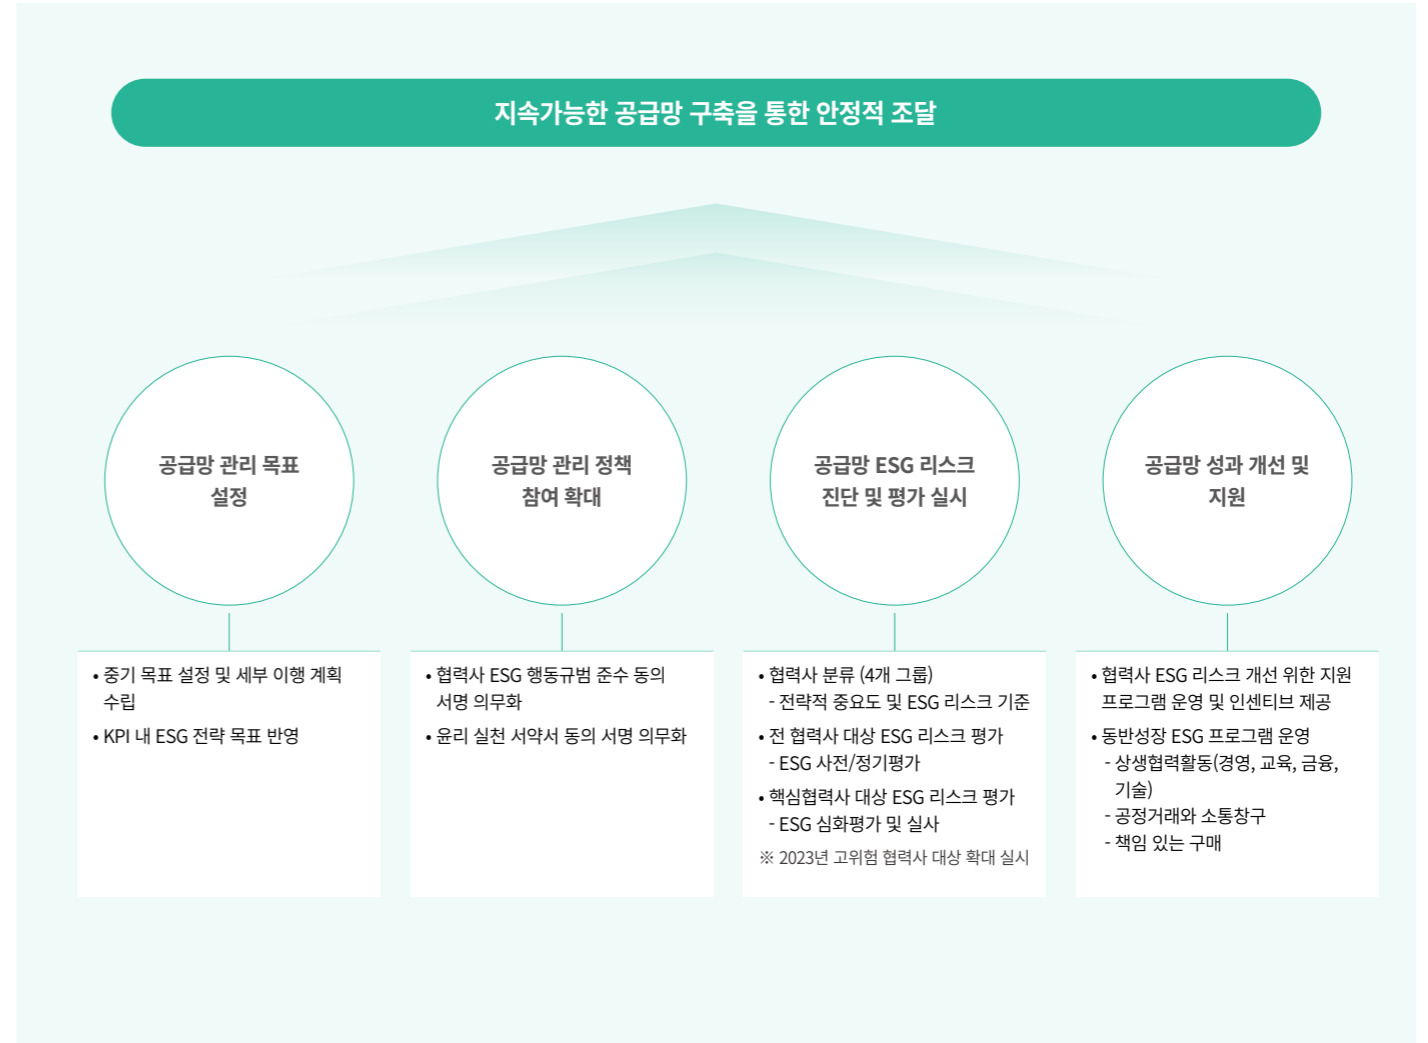 지속가능한 공급망 구축을 통한 안정적 조달
공급망 관리 목표
설정
공급망 관리 정책
참여 확대
공급망 ESG 리스크
진단 및 평가 실시
공급망 성과 개선 및
지원
• 중기 목표 설정 및 세부 이행 계획
수립
• KPI 내 ESG 전략 목표 반영
• 협력사 ESG 행동규범 준수 동의
서명 의무화
• 윤리 실천 서약서 동의 서명 의무화
• 협력사 분류 (4개 그룹)
- 전략적 중요도 및 ESG 리스크 기준
• 전 협력사 대상 ESG 리스크 평가
- ESG 사전/정기평가
• 핵심협력사 대상 ESG 리스크 평가
- ESG 심화평가 및 실사
※ 2023년 고위험 협력사 대상 확대 실시
• 협력사 ESG 리스크 개선 위한 지원
프로그램 운영 및 인센티브 제공
• 동반성장 ESG 프로그램 운영
- 상생협력활동(경영, 교육, 금융,
기술)
- 공정거래와 소통창구
- 책임 있는 구매